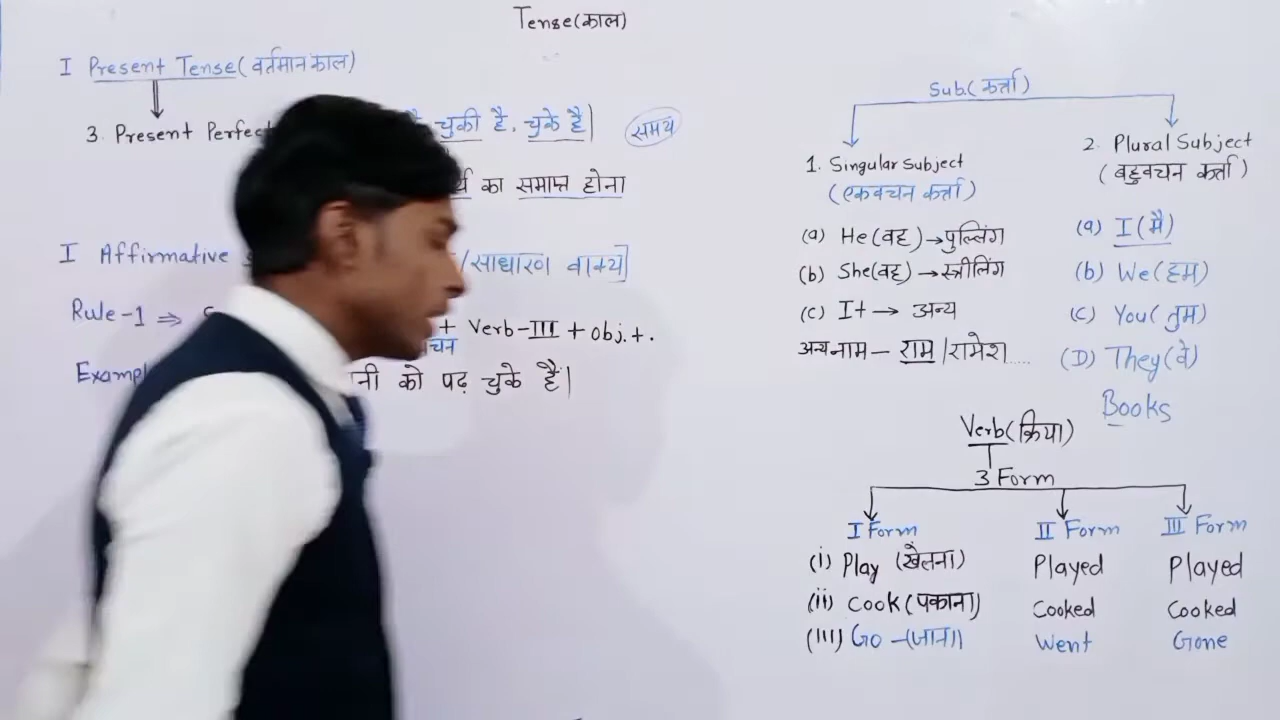 Tense(काल)
I Present Tense(वर्तमान काल)
3. Present Perfect
चुकी है, चुके है|
समय
का समाप्त होना
I Affirmative
(साधारण वाक्य]
Rule-1 ⇒
+ Verb-III + obj.+.
को पढ़ चुके है|
Sub.(कर्त्ता)
1. Singular Subject
(एकवचन कर्त्ता)
(a) He(वह)→पुल्लिंग
(b) She(वह)→स्त्रीलिंग
(c) It→ अन्य
अन्य नाम – राम/रामेश.....
2. Plural Subject
(बहुवचन कर्त्ता)
(a) I(मै)
(b) We(हम)
(c) You(तुम)
(D) They(वे)
Books
Verb(क्रिया)
3 Form
I Form II Form III Form
(i) Play (खेलना) Played Played
(ii) Cook(पकाना) Cooked Cooked
(III) Go –(जाना) Went Gone